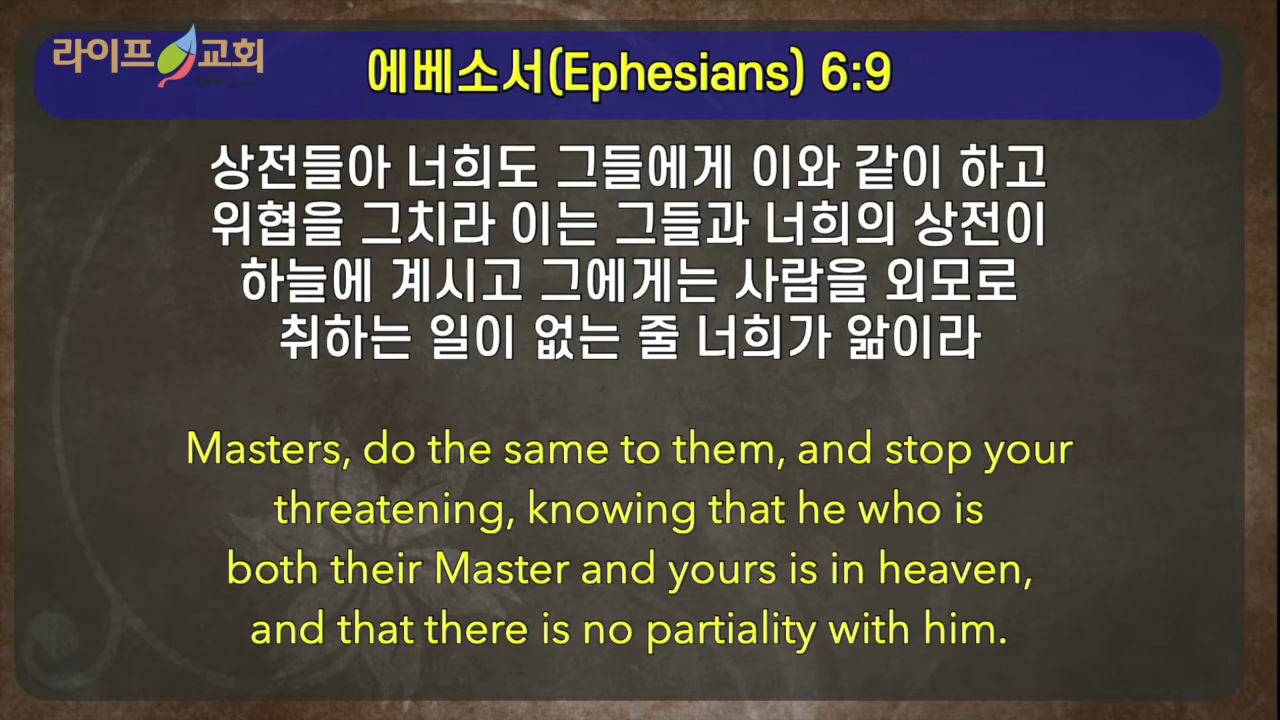 라이프교회
에베소서(Ephesians) 6:9
상전들아 너희도 그들에게 이와 같이 하고
위협을 그치라 이는 그들과 너희의 상전이
하늘에 계시고 그에게는 사람을 외모로
취하는 일이 없는 줄 너희가 앎이라
Masters, do the same to them, and stop your
threatening, knowing that he who is
both their Master and yours is in heaven,
and that there is no partiality with him.